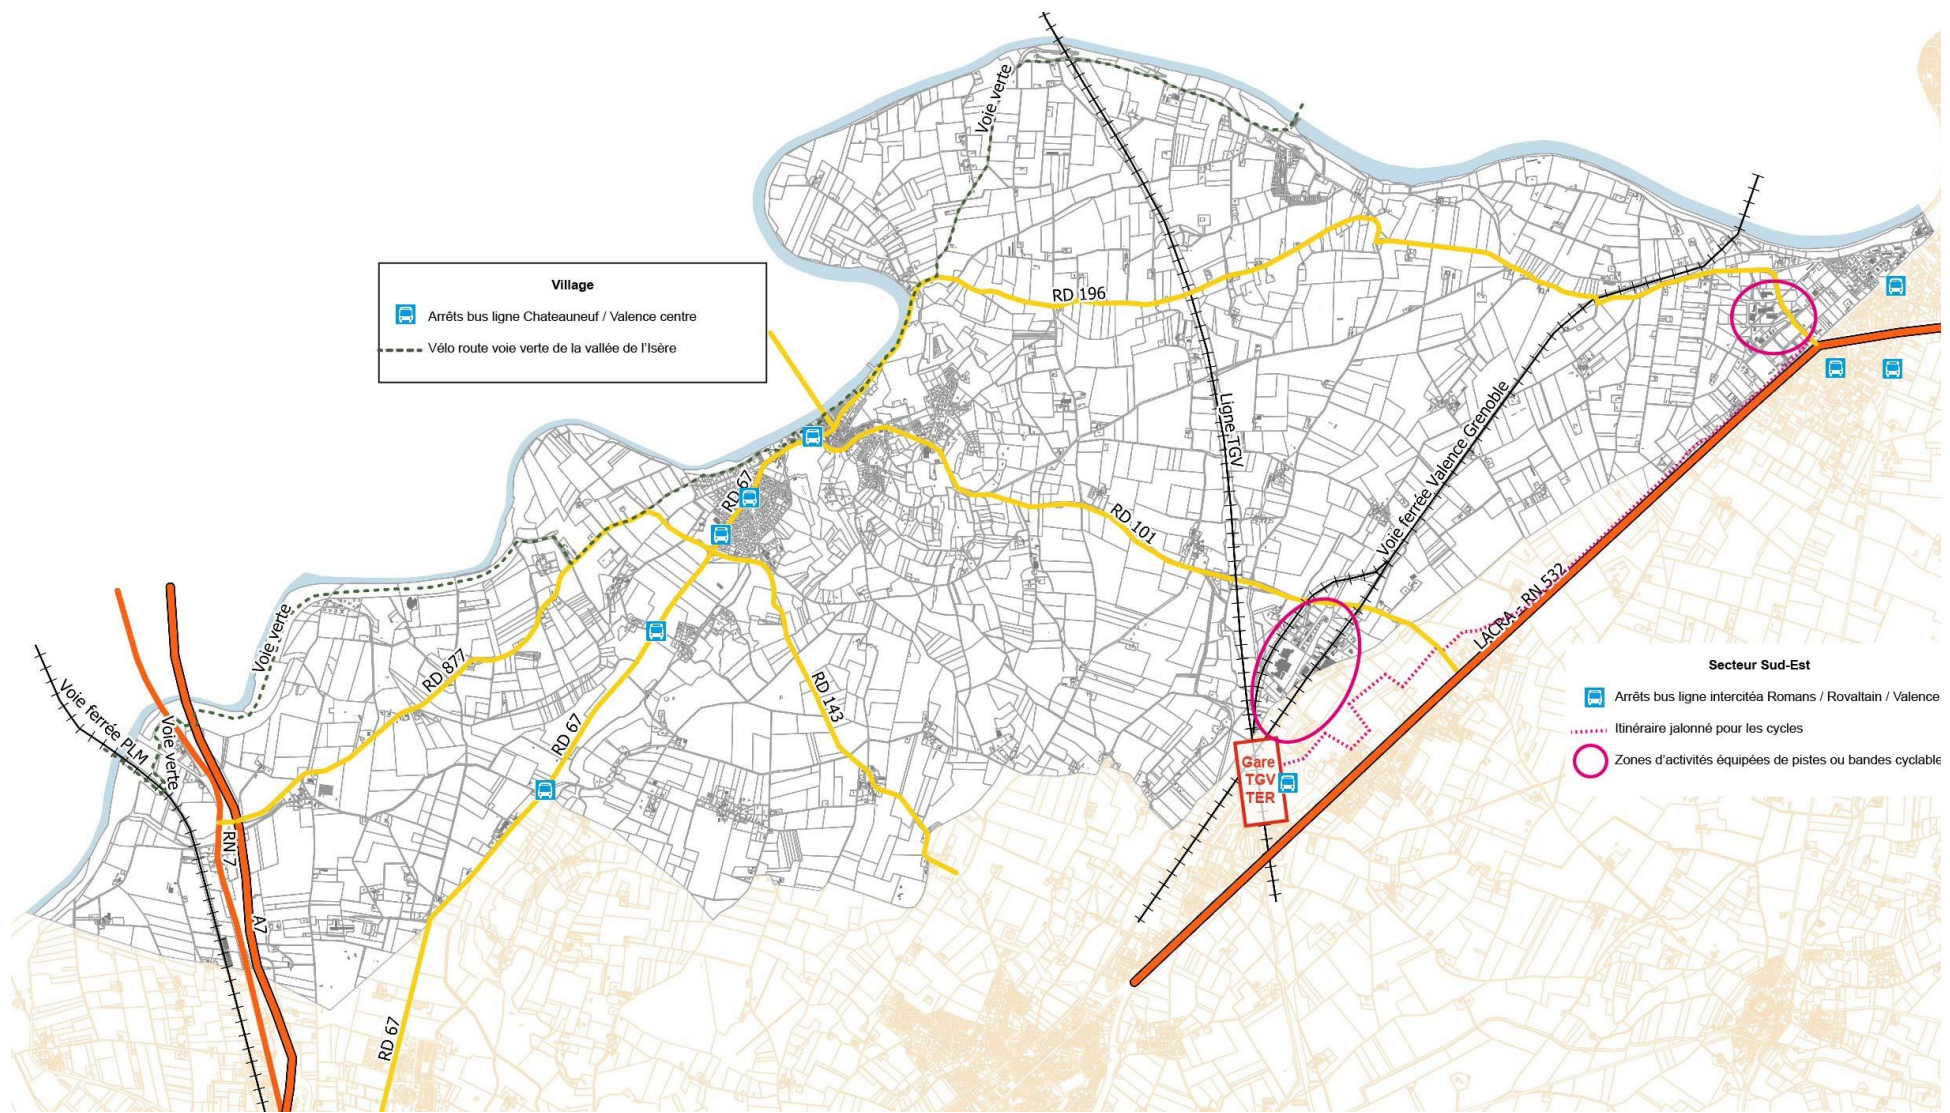 Voie verte
Village
Arrêts bus ligne Chateauneuf / Valence centre
Vélo route voie verte de la vallée de l'Isère
RD 196
Ligne TGV
Voie ferrée Valence Grenoble
RD 67
RD 101
LACRA - RN 532
Voie verte
RD 877
RD 143
Secteur Sud-Est
Arrêts bus ligne intercitéa Romans / Rovaltain / Valence
Itinéraire jalonné pour les cycles
Zones d'activités équipées de pistes ou bandes cyclable
Voie ferrée PLM
Voie verte
RD 67
Gare
TGV
TER
RN 7
A7
RD 67